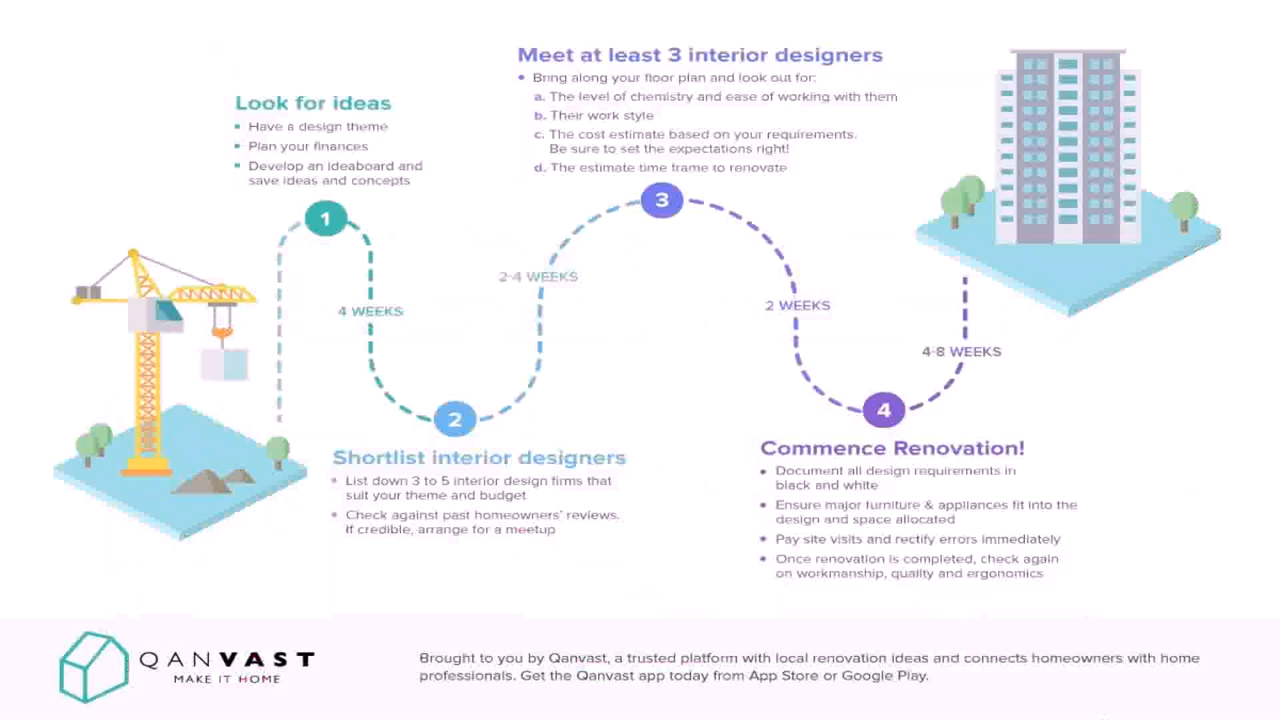 Look for ideas
• Have a design theme
• Plan your finances
• Develop an ideaboard and
save ideas and concepts
1
4 WEEKS
2
Shortlist interior designers
• List down 3 to 5 interior design firms that
suit your theme and budget
• Check against past homeowners' reviews.
If credible, arrange for a meetup
2-4 WEEKS
Meet at least 3 interior designers
• Bring along your floor plan and look out for:
a. The level of chemistry and ease of working with them
b. Their work style
c. The cost estimate based on your requirements.
Be sure to set the expectations right!
d. The estimate time frame to renovate
3
2 WEEKS
4
Commence Renovation!
• Document all design requirements in
black and white
• Ensure major furniture & appliances fit into the
design and space allocated
• Pay site visits and rectify errors immediately
• Once renovation is completed, check again
on workmanship, quality and ergonomics
4-8 WEEKS
QANVAST
MAKE IT HOME
Brought to you by Qanvast, a trusted platform with local renovation ideas and connects homeowners with home
professionals. Get the Qanvast app today from App Store or Google Play.